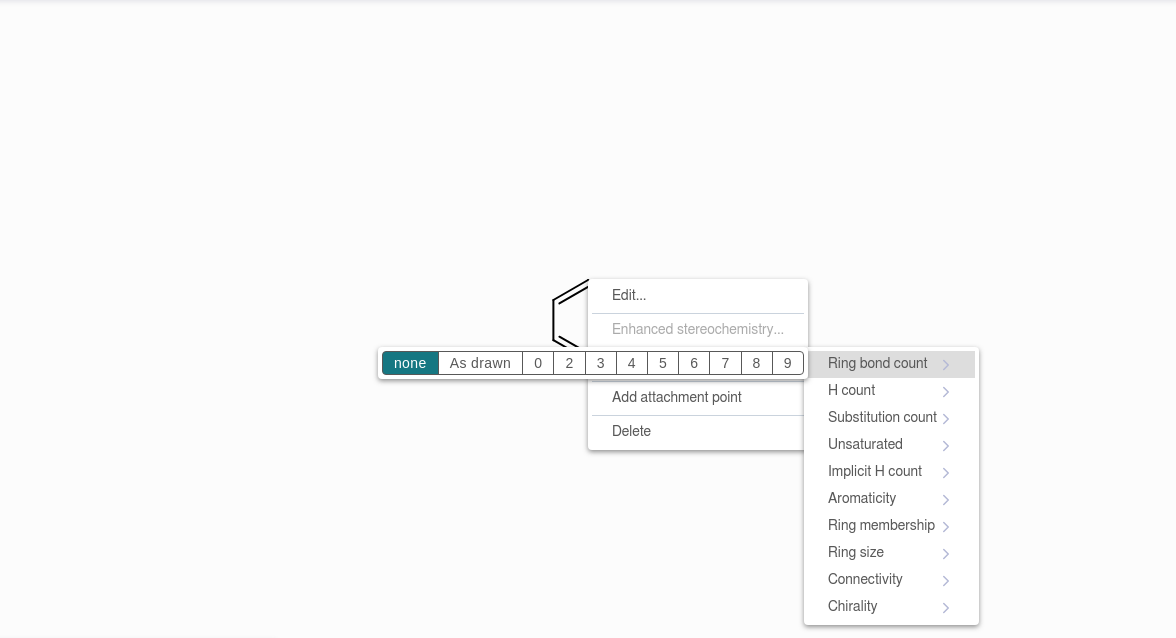 Edit...
Enhanced stereochemistry...
none As drawn 0 2 3 4 5 6 7 8 9
Add attachment point
Delete
Ring bond count
H count
Substitution count
Unsaturated
Implicit H count
Aromaticity
Ring membership
Ring size
Connectivity
Chirality